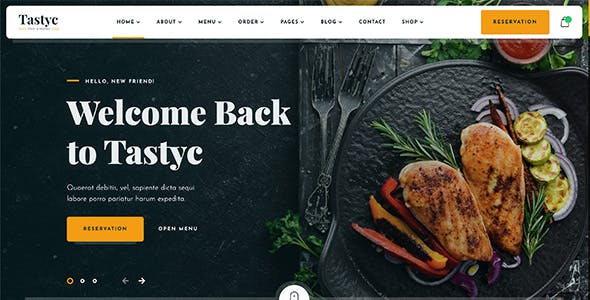 Tastyc
HOME ABOUT MENU ORDER PAGES BLOG CONTACT SHOP
RESERVATION
HELLO, NEW FRIEND!
Welcome Back
to Tastyc
Quaerat debitis, vel, sapiente dicta sequi
labore porro pariatur harum expedita.
RESERVATION OPEN MENU